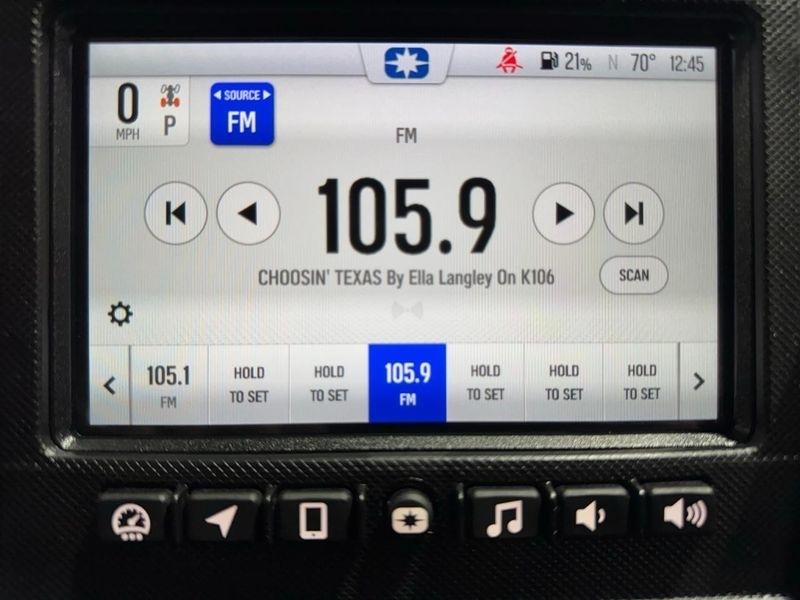 21% N 70° 12:45
0 MPH P
SOURCE
FM
FM
105.9
CHOOSIN' TEXAS By Ella Langley On K106
SCAN
105.1
FM
HOLD
TO SET
HOLD
TO SET
105.9
FM
HOLD
TO SET
HOLD
TO SET
HOLD
TO SET